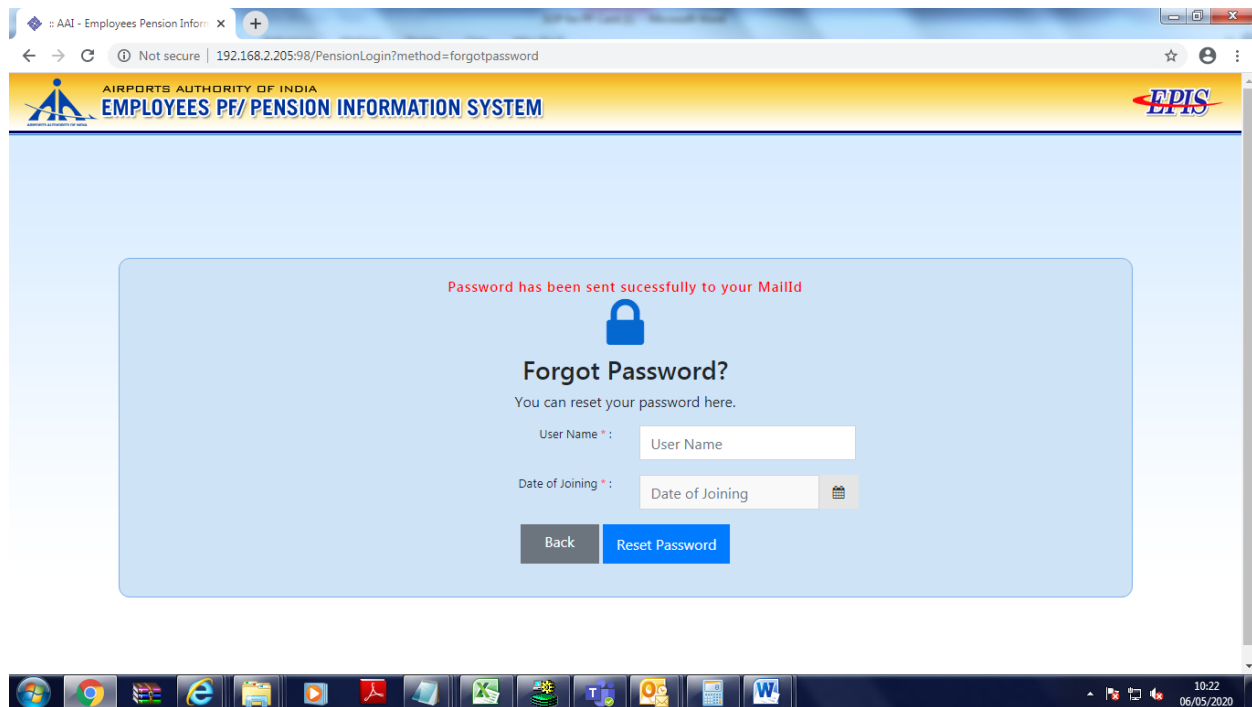 :: AAI - Employees Pension Inform
Not secure | 192.168.2.205:98/PensionLogin?method=forgotpassword
AIRPORTS AUTHORITY OF INDIA
EMPLOYEES PF/ PENSION INFORMATION SYSTEM
EPIS
Password has been sent sucessfully to your MailId
Forgot Password?
You can reset your password here.
User Name * :
User Name
Date of Joining * :
Date of Joining
Back
Reset Password
10:22
06/05/2020